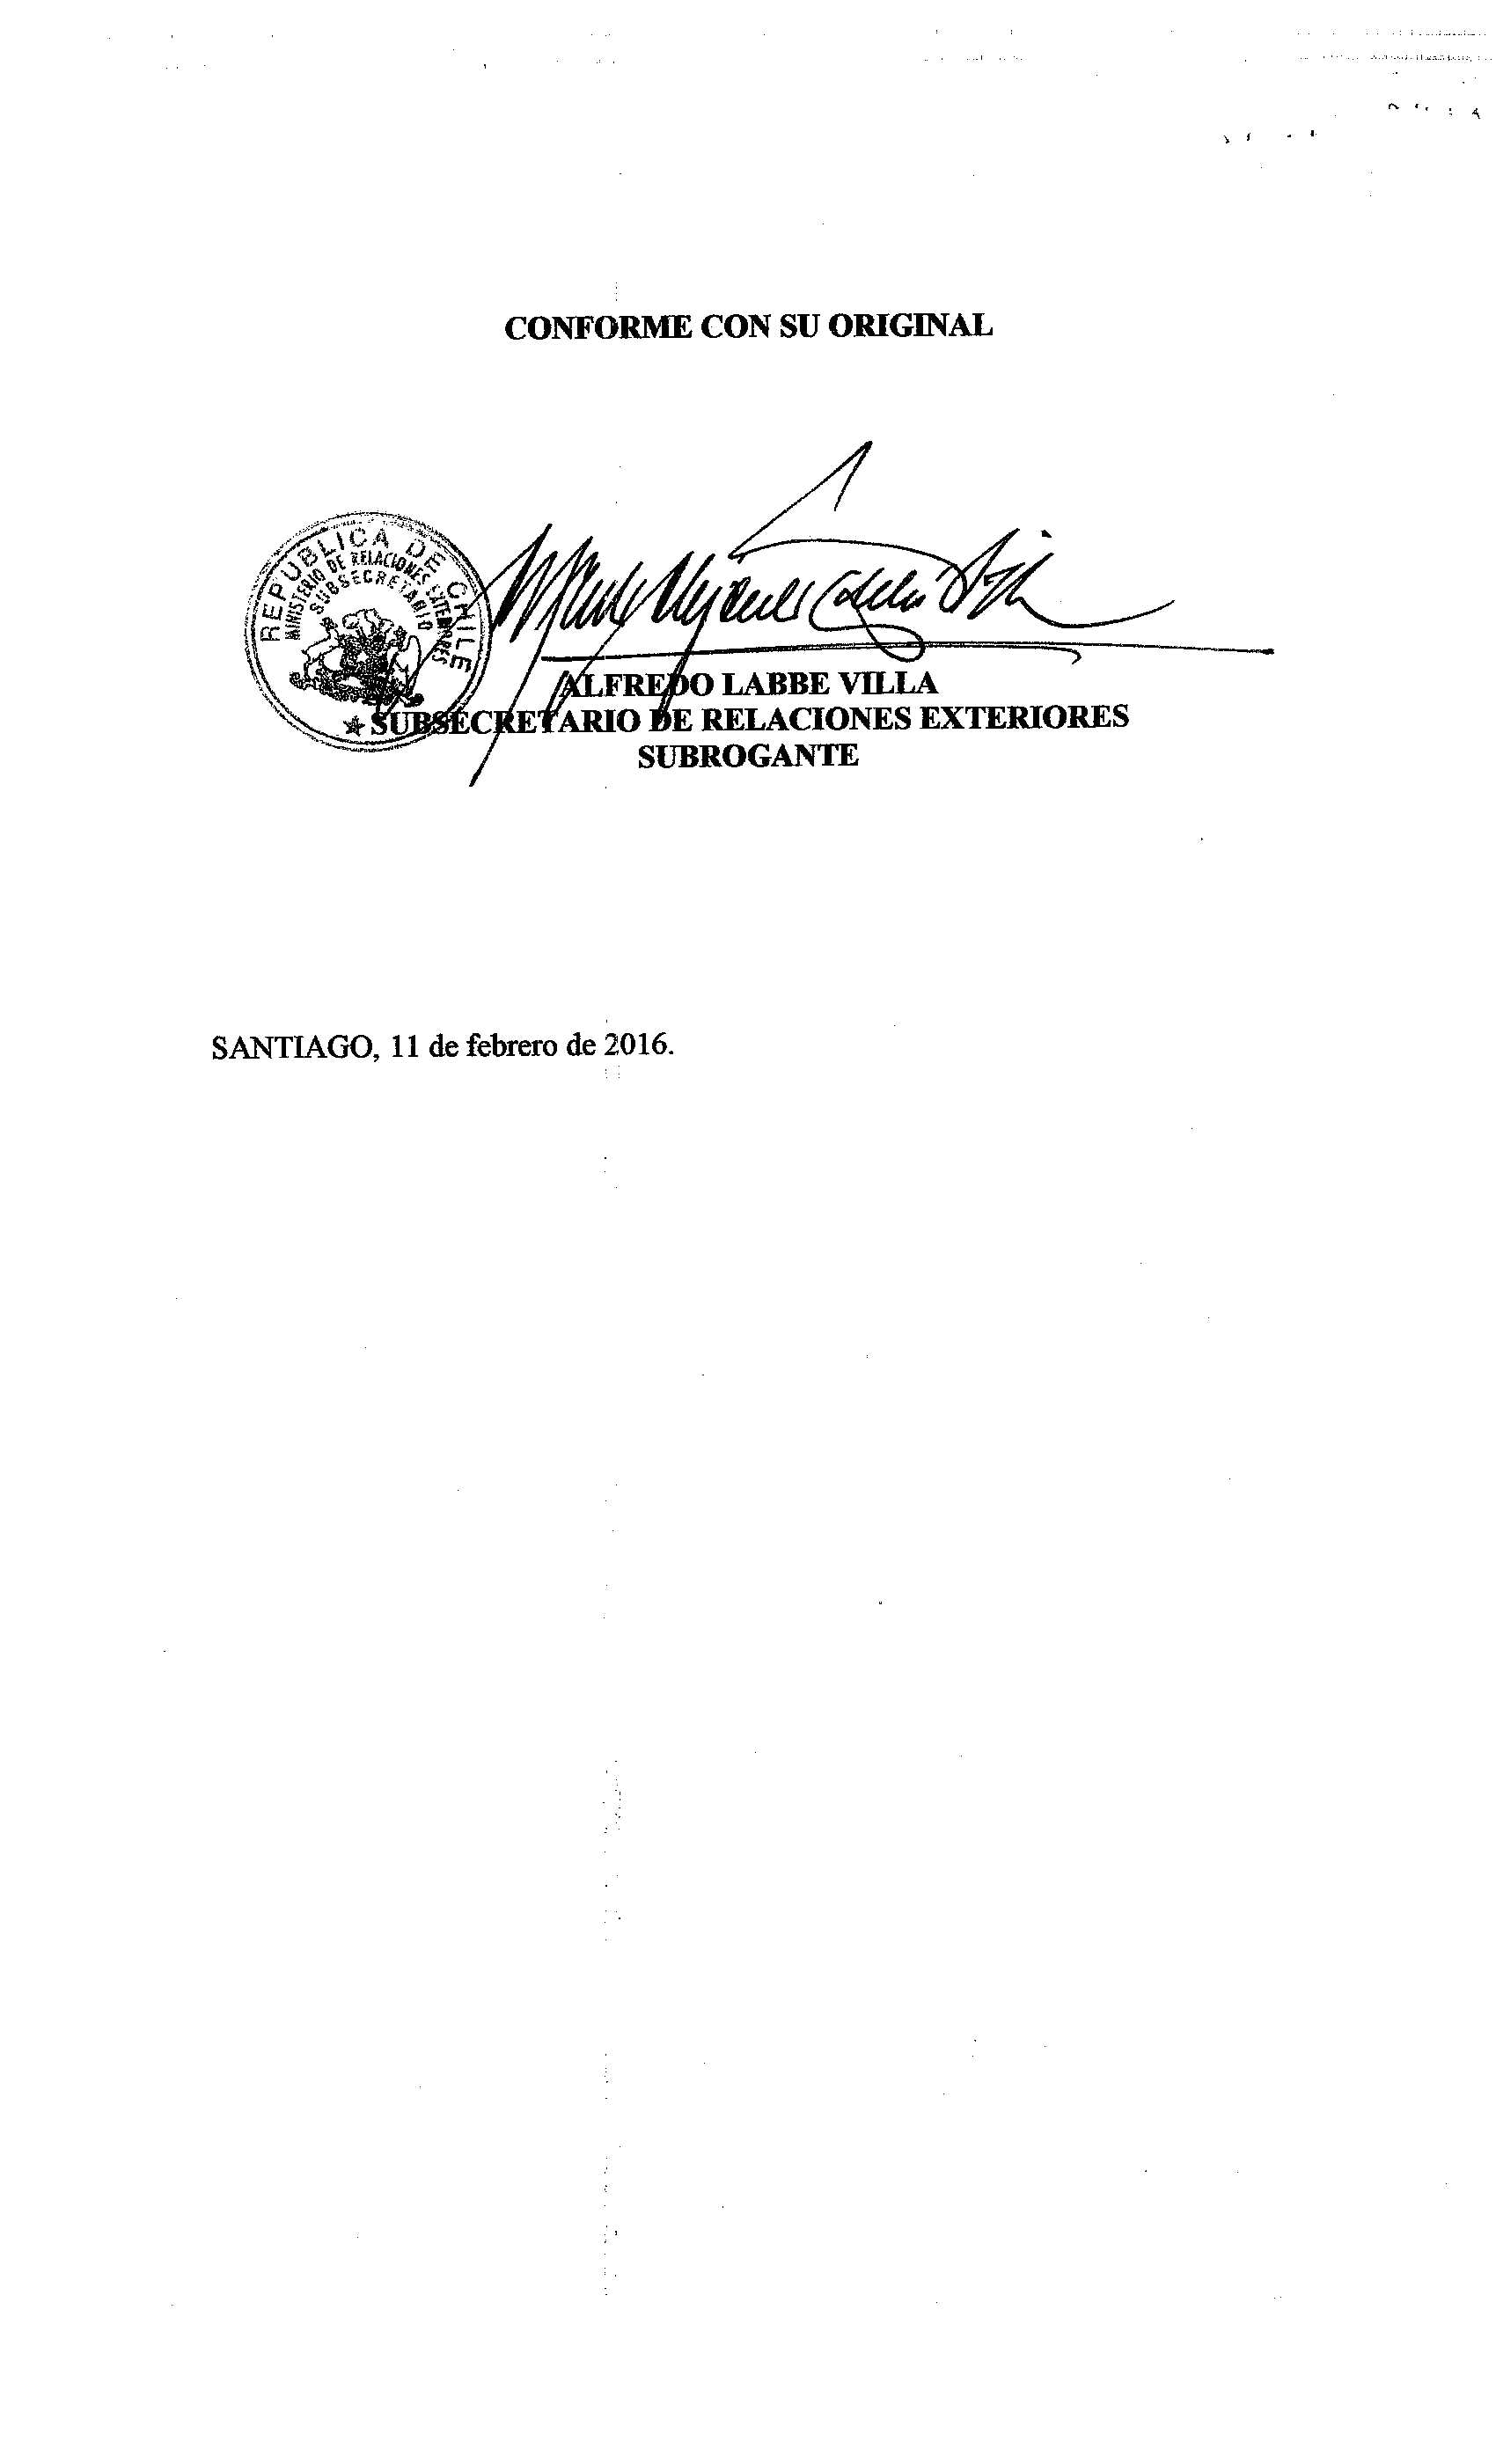 CONFORME CON SU ORIGINAL
REPUBLICA DE CHILE
MINISTERIO DE RELACIONES EXTERIORES
SUBSECRETARIO
ALFREDO LABBE VILLA
SUBSECRETARIO DE RELACIONES EXTERIORES
SUBROGANTE
SANTIAGO, 11 de febrero de 2016.